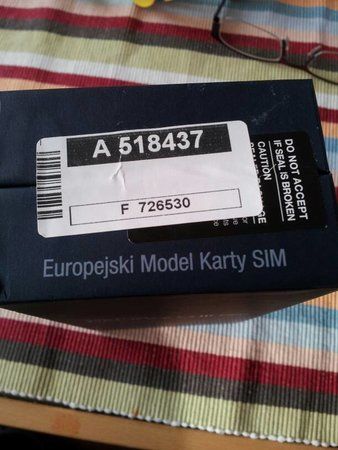 A 518437
F 726530
DO NOT ACCEPT
IF SEAL IS BROKEN
CAUTION
Europejski Model Karty SIM